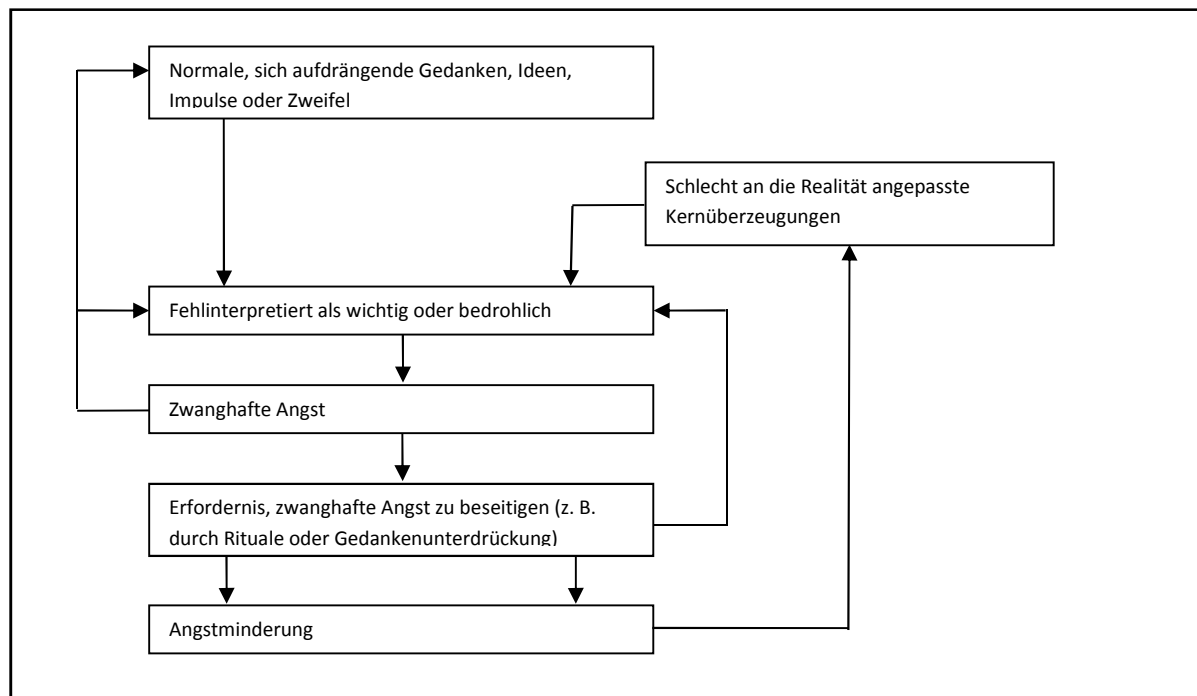 Normale, sich aufdrängende Gedanken, Ideen,
Impulse oder Zweifel
Schlecht an die Realität angepasste
Kernüberzeugungen
Fehlinterpretiert als wichtig oder bedrohlich
Zwanghafte Angst
Erfordernis, zwanghafte Angst zu beseitigen (z. B.
durch Rituale oder Gedankenunterdrückung)
Angstminderung